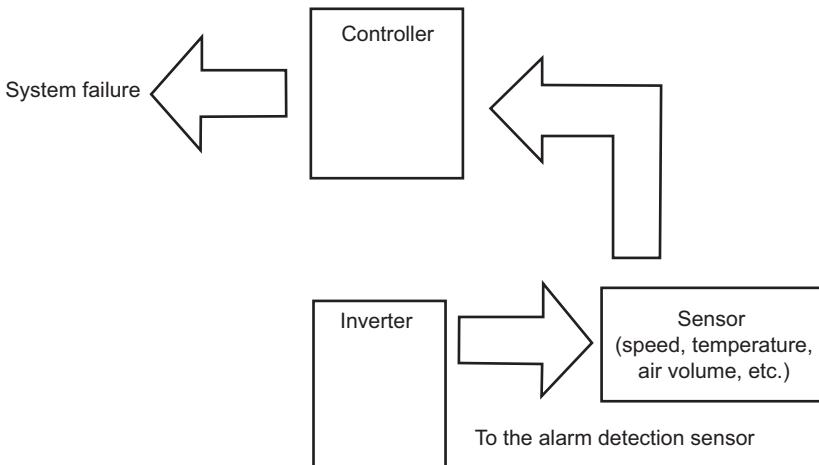 Controller
System failure
Inverter
Sensor
(speed, temperature,
air volume, etc.)
To the alarm detection sensor